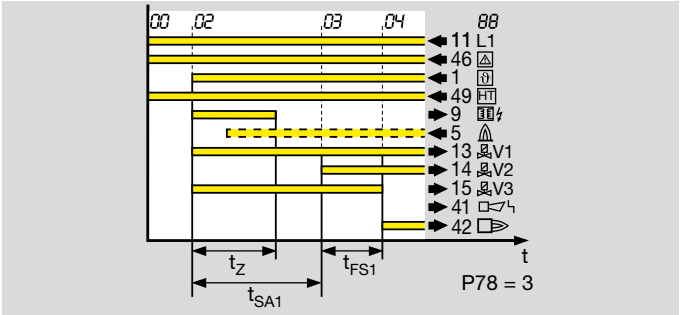 00 02 03 04 88
11 L1
46
1 ϑ
49 HT
9
5
13 V1
14 V2
15 V3
41
42
t
tZ tFS1
tSA1
P78 = 3